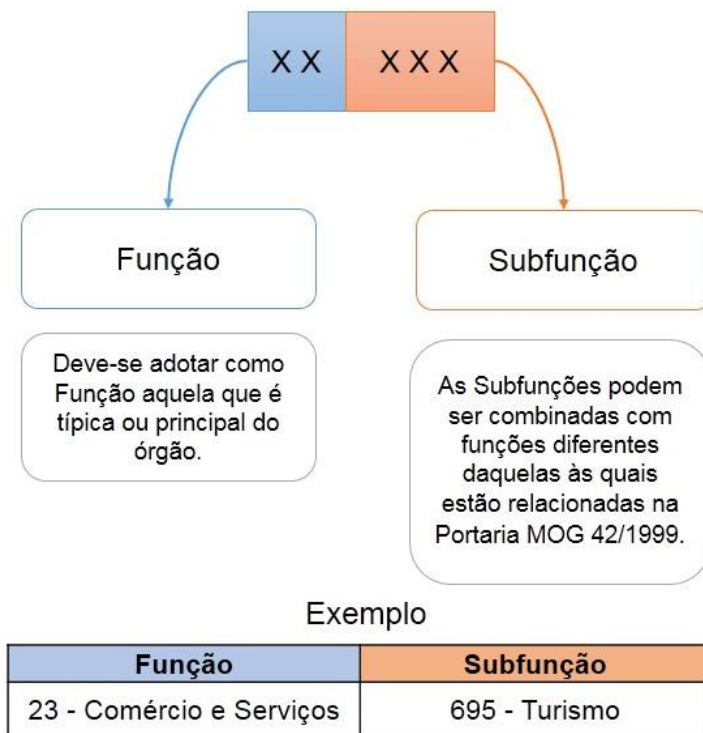 X X X X X
Função
Subfunção
Deve-se adotar como
Função aquela que é
típica ou principal do
órgão.
As Subfunções podem
ser combinadas com
funções diferentes
daquelas às quais
estão relacionadas na
Portaria MOG 42/1999.
Exemplo
Função Subfunção
23 - Comércio e Serviços 695 - Turismo